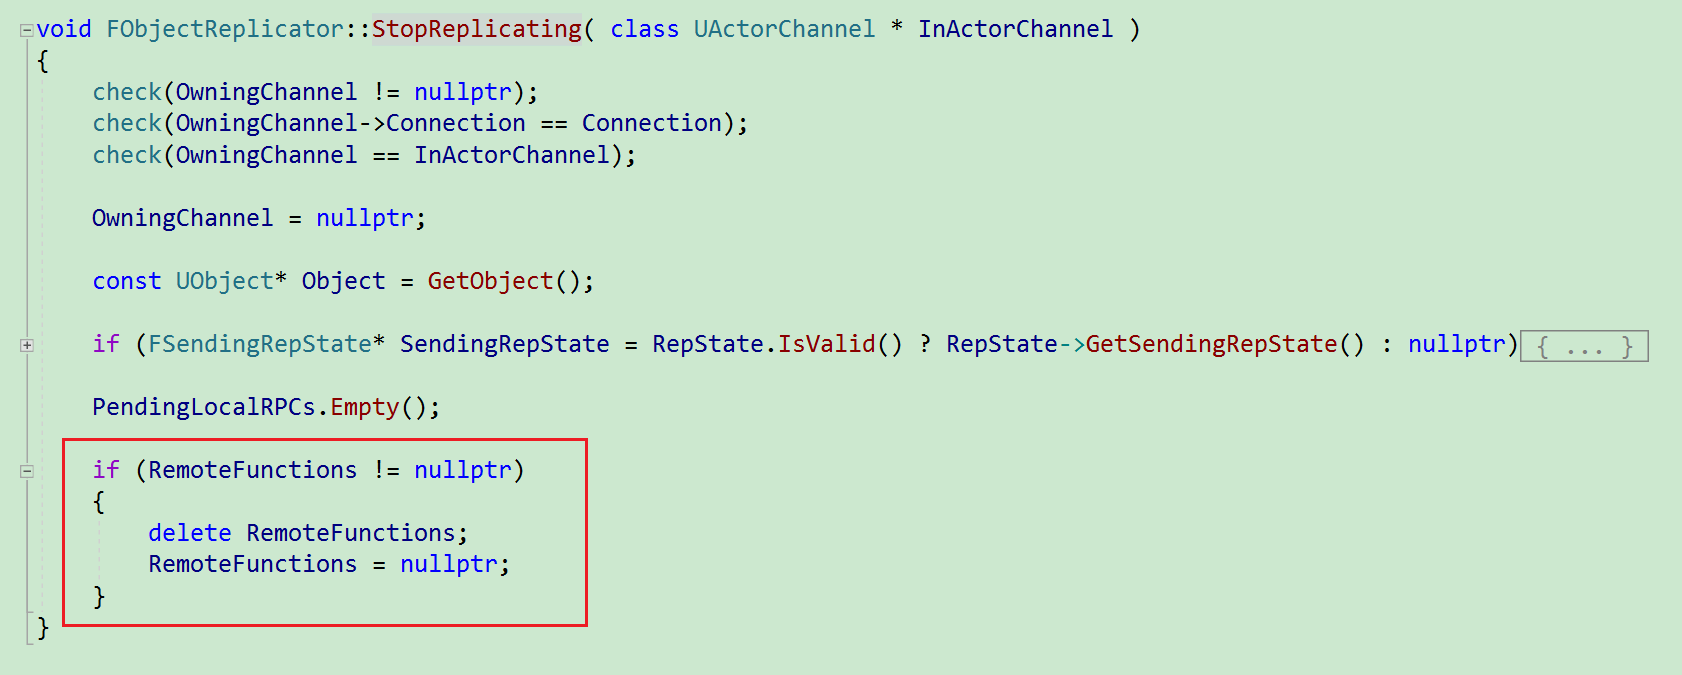 void FObjectReplicator::StopReplicating( class UActorChannel * InActorChannel )
{
check(OwningChannel != nullptr);
check(OwningChannel->Connection == Connection);
check(OwningChannel == InActorChannel);
OwningChannel = nullptr;
const UObject* Object = GetObject();
if (FSendingRepState* SendingRepState = RepState.IsValid() ? RepState->GetSendingRepState() : nullptr){ ... }
PendingLocalRPCs.Empty();
if (RemoteFunctions != nullptr)
{
delete RemoteFunctions;
RemoteFunctions = nullptr;
}
}